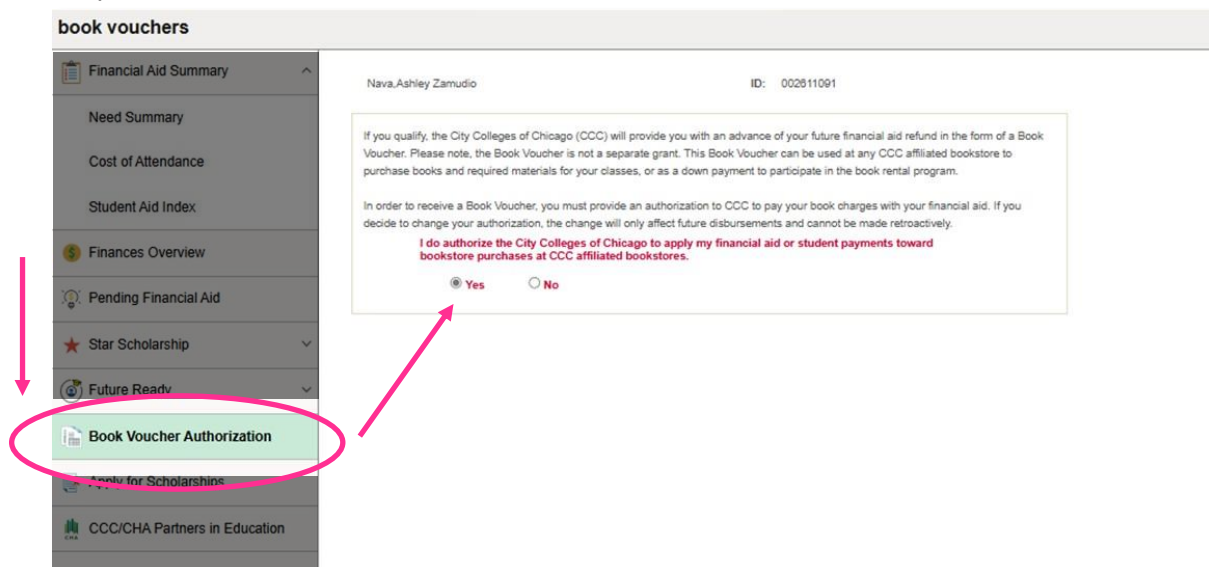 book vouchers
Financial Aid Summary
Need Summary
Cost of Attendance
Student Aid Index
Finances Overview
Pending Financial Aid
Star Scholarship
Future Ready
Book Voucher Authorization
Apply for Scholarships
CHA
CCC/CHA Partners in Education
Nava,Ashley Zamudio ID: 002611091
If you qualify, the City Colleges of Chicago (CCC) will provide you with an advance of your future financial aid refund in the form of a Book
Voucher. Please note, the Book Voucher is not a separate grant. This Book Voucher can be used at any CCC affiliated bookstore to
purchase books and required materials for your classes, or as a down payment to participate in the book rental program.
In order to receive a Book Voucher, you must provide an authorization to CCC to pay your book charges with your financial aid. If you
decide to change your authorization, the change will only affect future disbursements and cannot be made retroactively.
I do authorize the City Colleges of Chicago to apply my financial aid or student payments toward
bookstore purchases at CCC affiliated bookstores.
Yes No